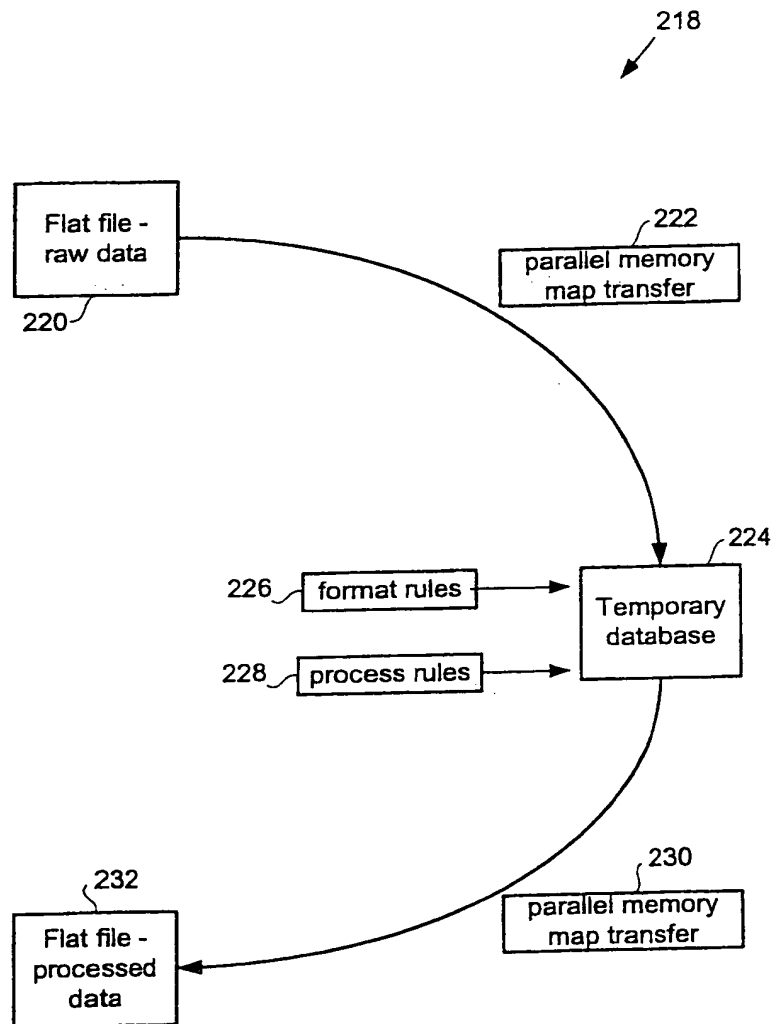 218
Flat file -
raw data
220
222
parallel memory
map transfer
224
Temporary
database
226
format rules
228
process rules
230
parallel memory
map transfer
232
Flat file -
processed
data